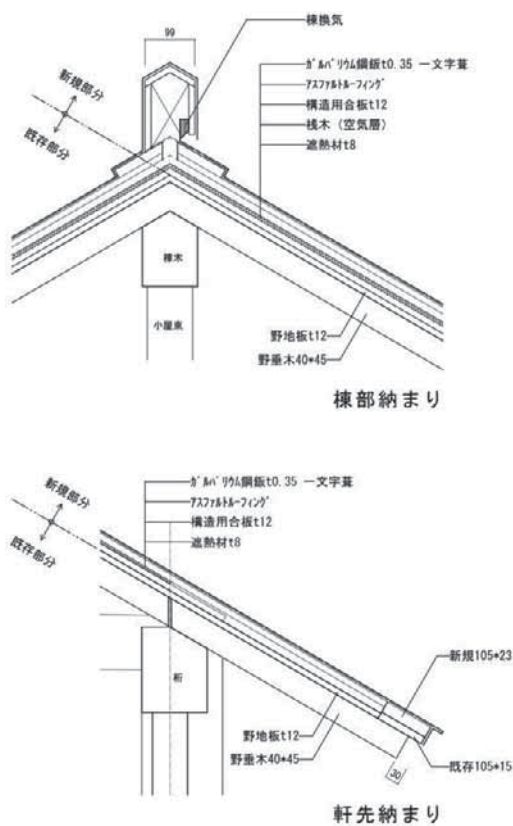 99
棟換気
ガルバリウム鋼鈑t0.35 一文字葺
アスファルトルーフィング
構造用合板t12
桟木（空気層）
遮熱材t8
新規部分
既存部分
棟木
小屋束
野地板t12
野垂木40*45
棟部納まり
ガルバリウム鋼鈑t0.35 一文字葺
アスファルトルーフィング
構造用合板t12
遮熱材t8
新規部分
既存部分
桁
新規105*23
野地板t12
野垂木40*45
既存105*15
30
軒先納まり